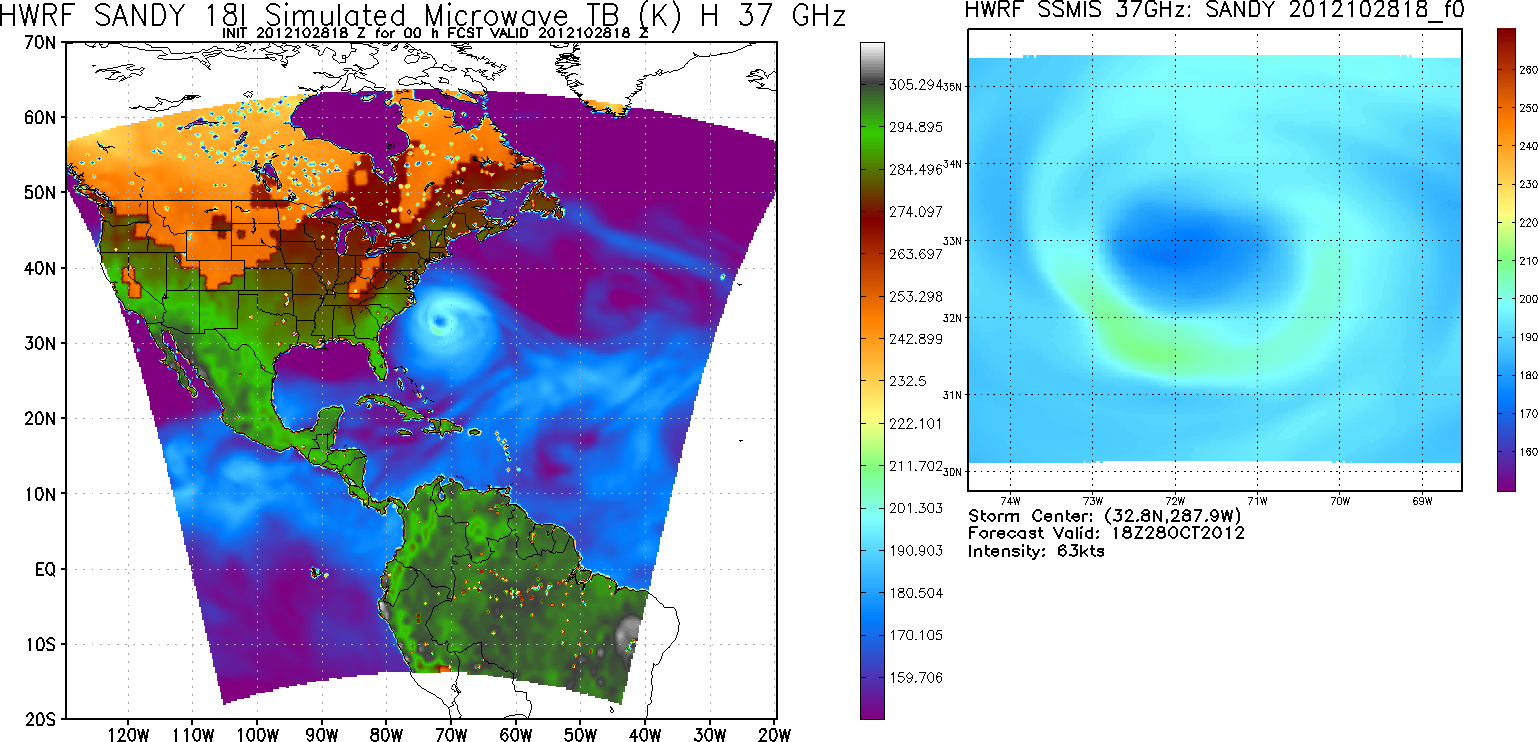 HWRF SANDY 18I Simulated Microwave TB (K) H 37 GHz
INIT 2012102818 Z for 00 h FCST VALID 2012102818 Z
70N
60N
50N
40N
30N
20N
10N
EQ
10S
20S
120W 110W 100W 90W 80W 70W 60W 50W 40W 30W 20W
305.294
294.895
284.496
274.097
263.697
253.298
242.899
232.5
222.101
211.702
201.303
190.903
180.504
170.105
159.706
HWRF SSMIS 37GHz: SANDY 2012102818_f0
35N
34N
33N
32N
31N
30N
74W 73W 72W 71W 70W 69W
260
250
240
230
220
210
200
190
180
170
160
Storm Center: (32.8N,287.9W)
Forecast Valid: 18Z28OCT2012
Intensity: 63kts